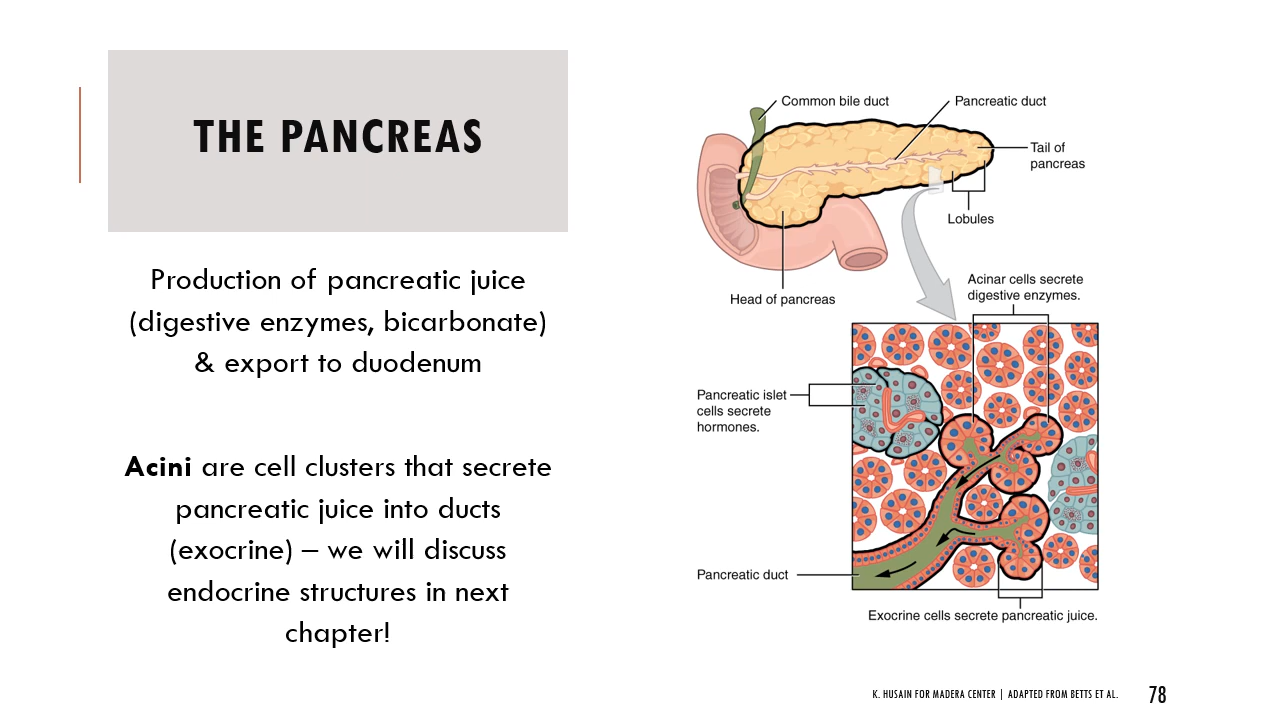 THE PANCREAS
Production of pancreatic juice
(digestive enzymes, bicarbonate)
& export to duodenum
Acini are cell clusters that secrete
pancreatic juice into ducts
(exocrine) – we will discuss
endocrine structures in next
chapter!
Common bile duct
Pancreatic duct
Tail of
pancreas
Lobules
Head of pancreas
Acinar cells secrete
digestive enzymes.
Pancreatic islet
cells secrete
hormones.
Pancreatic duct
Exocrine cells secrete pancreatic juice.
K. HUSAIN FOR MADERA CENTER | ADAPTED FROM BETTS ET AL.
78